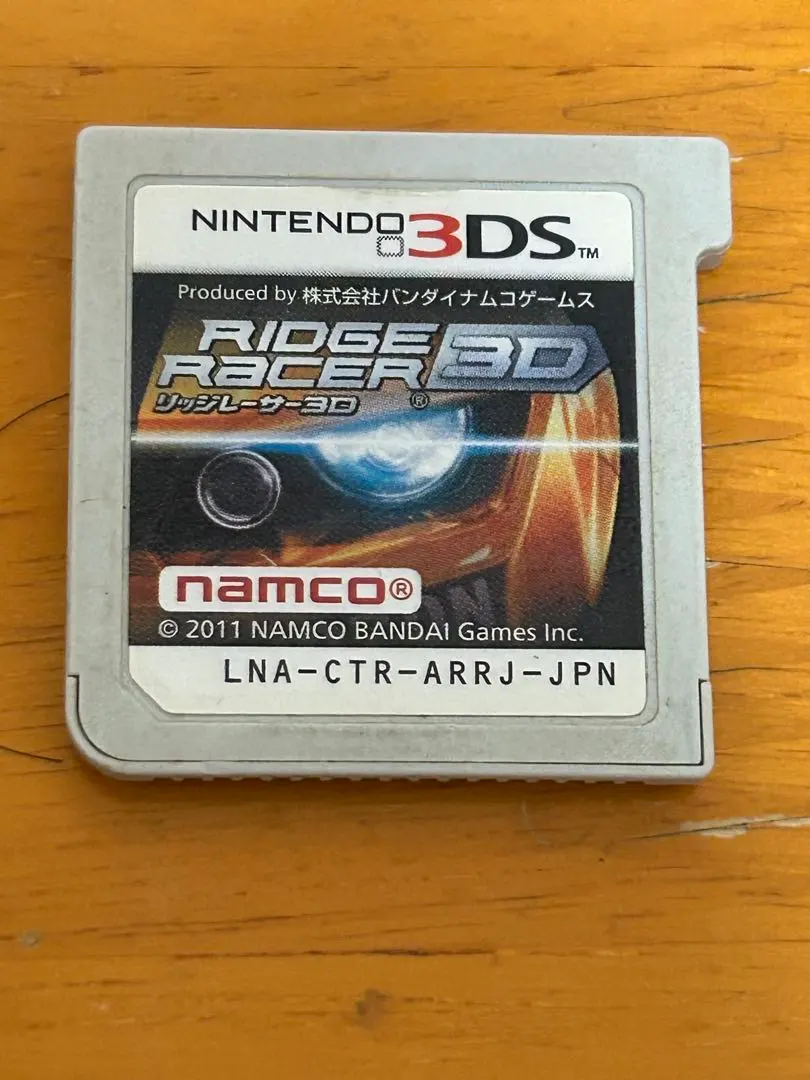 NINTENDO 3DS™
Produced by 株式会社バンダイナムコゲームス
RIDGE
RACER 3D
リッジレーサー3D ®
namco®
© 2011 NAMCO BANDAI Games Inc.
LNA-CTR-ARRJ-JPN